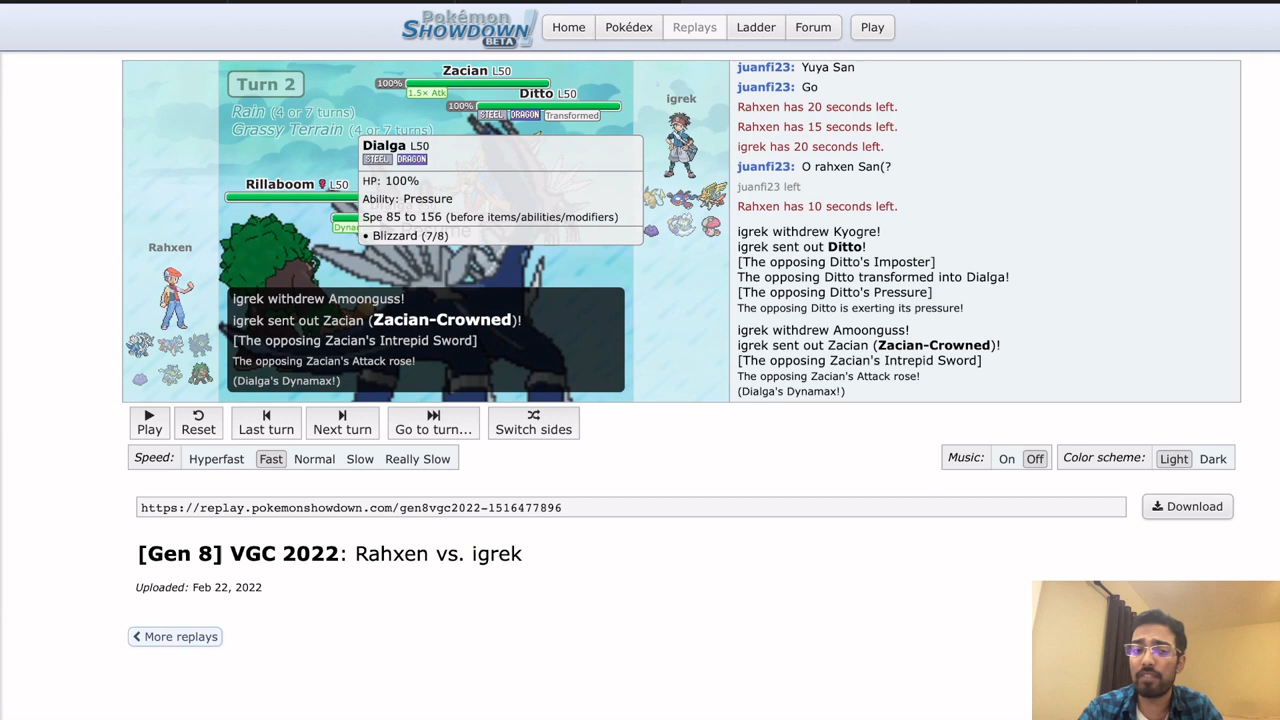 Pokémon
SHOWDOWN!
BETA
Home
Pokédex
Replays
Ladder
Forum
Play
Turn 2
Rain (4 or 7 turns)
Grassy Terrain (4 or 7 turns)
Zacian L50
100%
1.5× Atk
Ditto L50
100%
STEEL DRAGON Transformed
Dialga L50
STEEL DRAGON
HP: 100%
Ability: Pressure
Spe 85 to 156 (before items/abilities/modifiers)
• Blizzard (7/8)
Rillaboom L50
Rahxen
igrek
igrek withdrew Amoonguss!
igrek sent out Zacian (Zacian-Crowned)!
[The opposing Zacian's Intrepid Sword]
The opposing Zacian's Attack rose!
(Dialga's Dynamax!)
juanfi23: Yuya San
juanfi23: Go
Rahxen has 20 seconds left.
Rahxen has 15 seconds left.
igrek has 20 seconds left.
juanfi23: O rahxen San(?
juanfi23 left
Rahxen has 10 seconds left.
igrek withdrew Kyogre!
igrek sent out Ditto!
[The opposing Ditto's Imposter]
The opposing Ditto transformed into Dialga!
[The opposing Ditto's Pressure]
The opposing Ditto is exerting its pressure!
igrek withdrew Amoonguss!
igrek sent out Zacian (Zacian-Crowned)!
[The opposing Zacian's Intrepid Sword]
The opposing Zacian's Attack rose!
(Dialga's Dynamax!)
Play
Reset
Last turn
Next turn
Go to turn...
Switch sides
Speed: Hyperfast Fast Normal Slow Really Slow
Music: On Off
Color scheme: Light Dark
https://replay.pokemonshowdown.com/gen8vgc2022-1516477896
Download
[Gen 8] VGC 2022: Rahxen vs. igrek
Uploaded: Feb 22, 2022
More replays